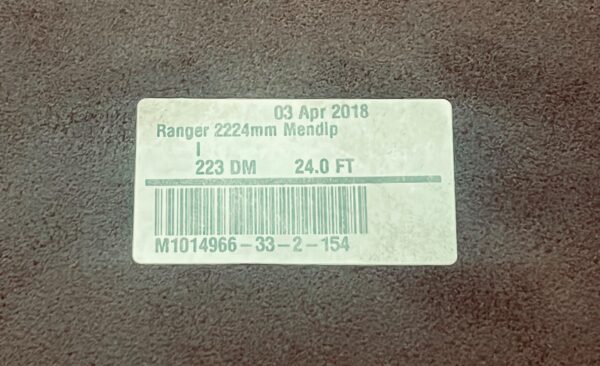 03 Apr 2018
Ranger 2224mm Mendip
I
223 DM 24.0 FT
M1014966-33-2-154